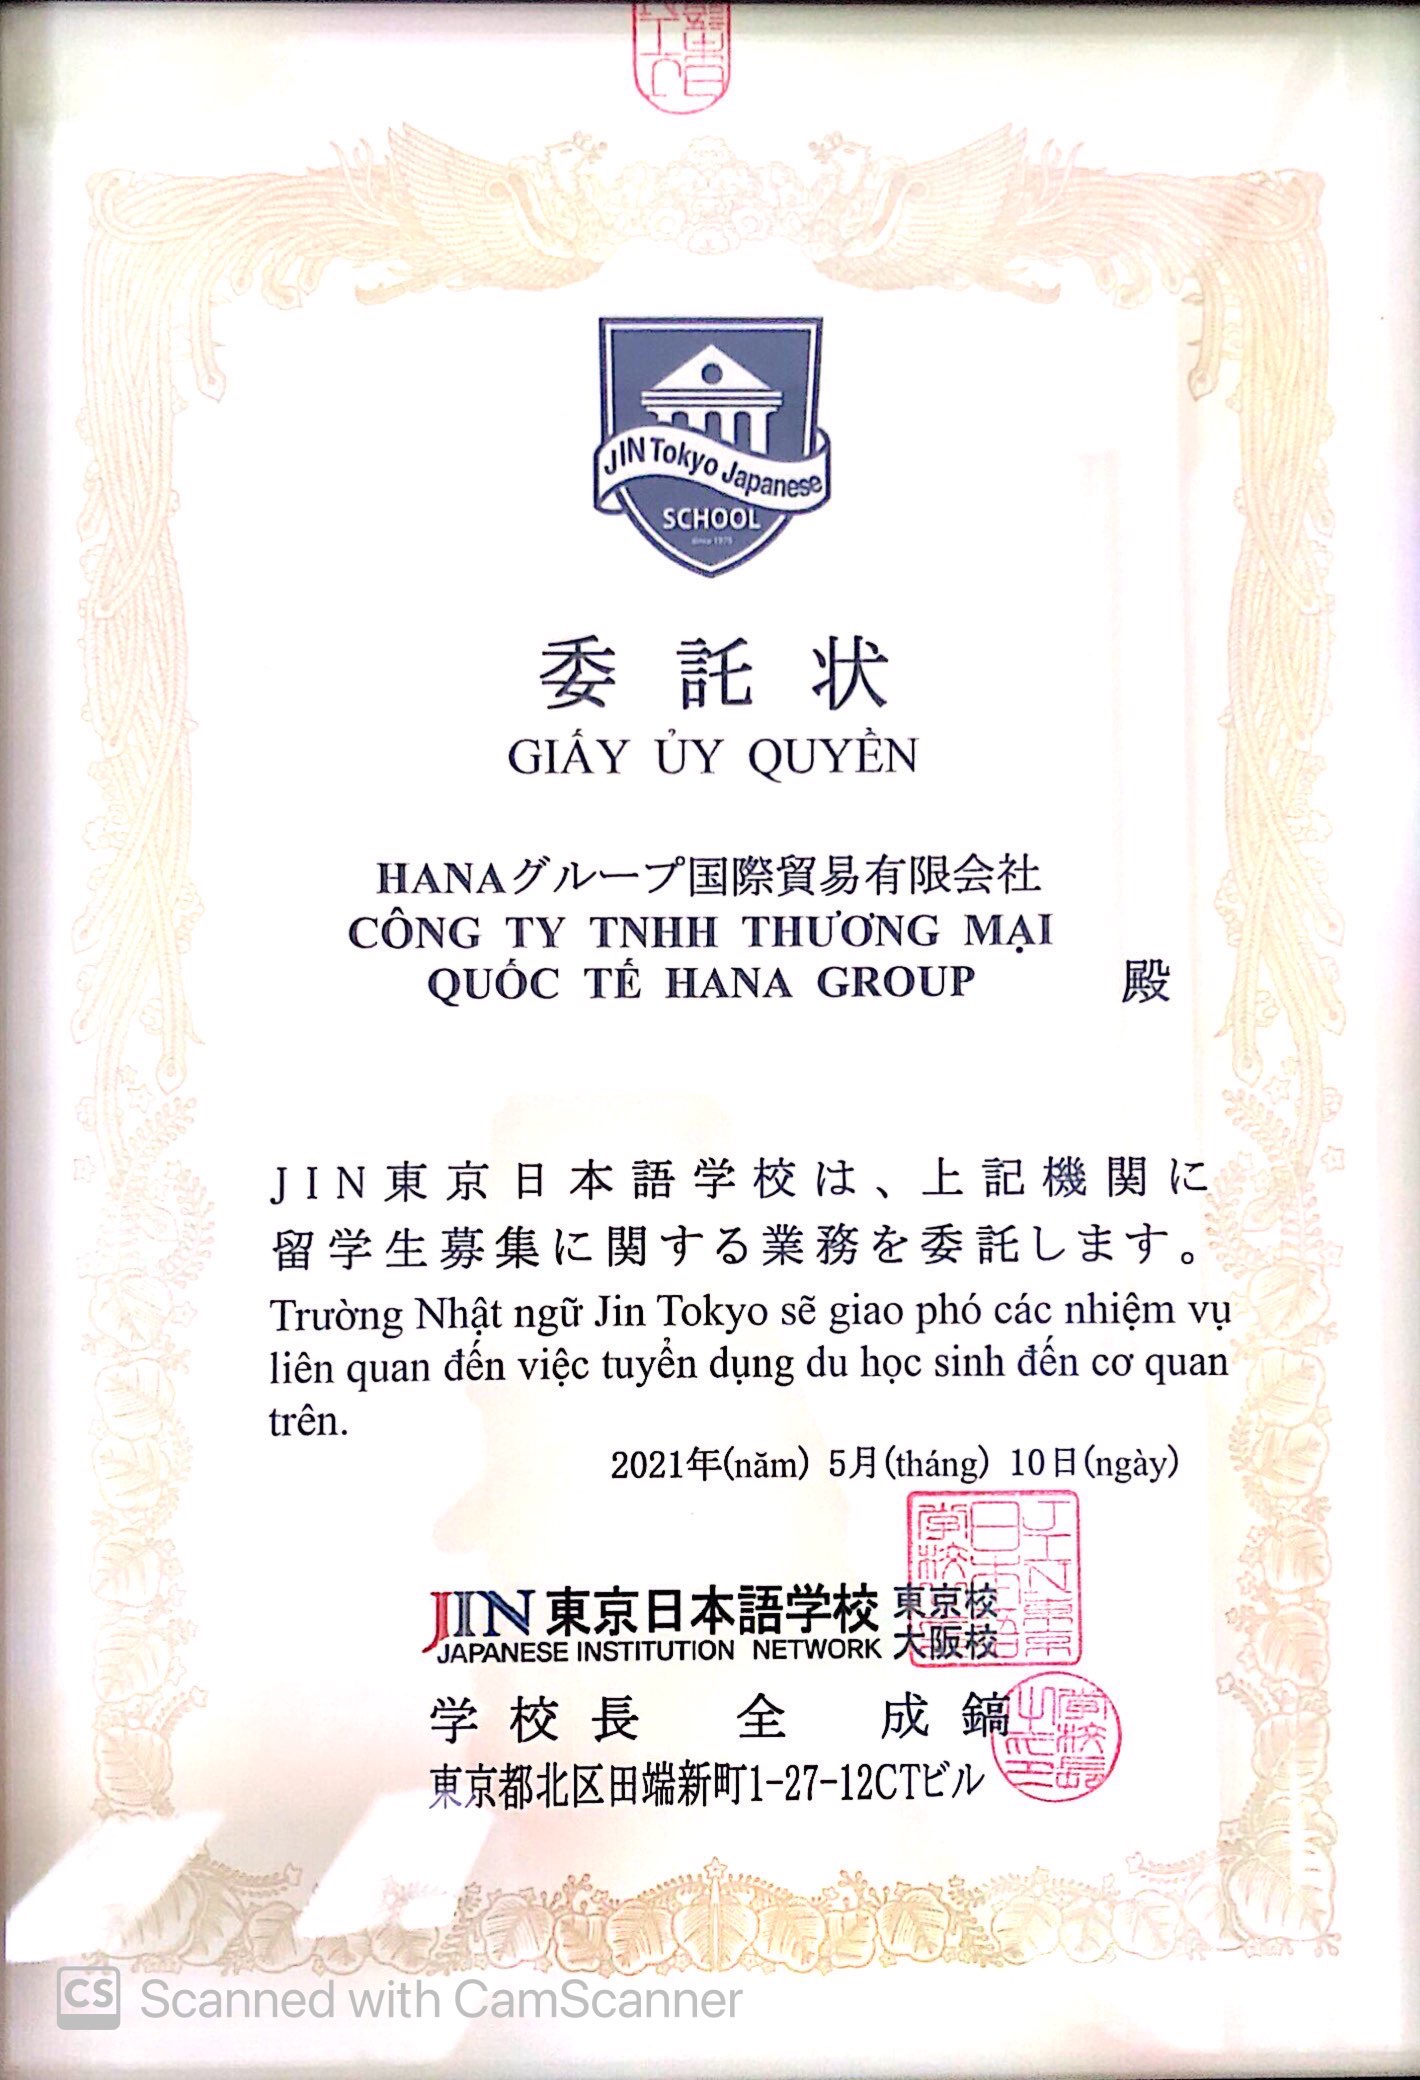 JIN Tokyo Japanese
SCHOOL
since 1975
委託状
GIẤY ỦY QUYỀN
HANAグループ国際貿易有限会社
CÔNG TY TNHH THƯƠNG MẠI
QUỐC TẾ HANA GROUP
殿
JIN東京日本語学校は、上記機関に
留学生募集に関する業務を委託します。
Trường Nhật ngữ Jin Tokyo sẽ giao phó các nhiệm vụ
liên quan đến việc tuyển dụng du học sinh đến cơ quan
trên.
2021年(năm) 5月(tháng) 10日(ngày)
JIN東京日本語学校 東京校
JAPANESE INSTITUTION NETWORK 大阪校
学校長 全 成鎬
東京都北区田端新町1-27-12CTビル
CS Scanned with CamScanner